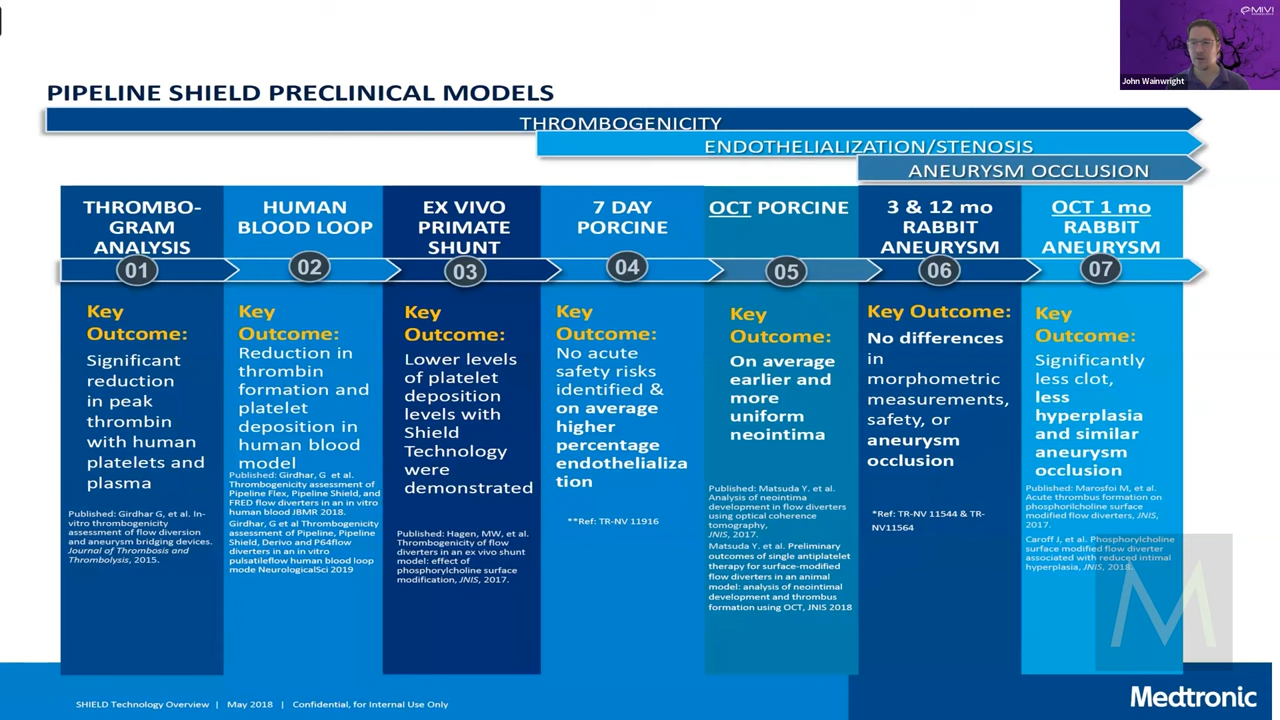 MIVI
John Wainwright
PIPELINE SHIELD PRECLINICAL MODELS
THROMBOGENICITY
ENDOTHELIALIZATION/STENOSIS
ANEURYSM OCCLUSION
THROMBO-
GRAM
ANALYSIS
01
Key
Outcome:
Significant
reduction
in peak
thrombin
with human
platelets and
plasma
Published: Girdhar G, et al. In-
vitro thrombogenicity
assessment of flow diversion
and aneurysm bridging devices.
Journal of Thrombosis and
Thrombolysis, 2015.
HUMAN
BLOOD LOOP
02
Key
Outcome:
Reduction in
thrombin
formation and
platelet
deposition in
human blood
model
Published: Girdhar, G et al.
Thrombogenicity assessment of
Pipeline Flex, Pipeline Shield, and
FRED flow diverters in an in vitro
human blood JBMR 2018.
Girdhar, G et al Thrombogenicity
assessment of Pipeline, Pipeline
Shield, Derivo and P64flow
diverters in an in vitro
pulsatileflow human blood loop
mode NeurologicalSci 2019
EX VIVO
PRIMATE
SHUNT
03
Key
Outcome:
Lower levels
of platelet
deposition
levels with
Shield
Technology
were
demonstrated
Published: Hagen, MW, et al.
Thrombogenicity of flow
diverters in an ex vivo shunt
model: effect of
phosphorylcholine surface
modification, JNIS, 2017.
7 DAY
PORCINE
04
Key
Outcome:
No acute
safety risks
identified &
on average
higher
percentage
endothelializa
tion
**Ref: TR-NV 11916
OCT PORCINE
05
Key
Outcome:
On average
earlier and
more
uniform
neointima
Published: Matsuda Y. et al.
Analysis of neointima
development in flow diverters
using optical coherence
tomography,
JNIS, 2017.
Matsuda Y. et al. Preliminary
outcomes of single antiplatelet
therapy for surface-modified
flow diverters in an animal
model: analysis of neointimal
development and thrombus
formation using OCT, JNIS 2018
3 & 12 mo
RABBIT
ANEURYSM
06
Key Outcome:
No differences
in
morphometric
measurements,
safety, or
aneurysm
occlusion
*Ref: TR-NV 11544 & TR-
NV11564
OCT 1 mo
RABBIT
ANEURYSM
07
Key
Outcome:
Significantly
less clot,
less
hyperplasia
and similar
aneurysm
occlusion
Published: Marosfoi M, et al.
Acute thrombus formation on
phosphorilcholine surface
modified flow diverters, JNIS,
2017.
Caroff J, et al. Phosphorylcholine
surface modified flow diverter
associated with reduced intimal
hyperplasia, JNIS, 2018.
M
SHIELD Technology Overview | May 2018 | Confidential, for Internal Use Only
Medtronic